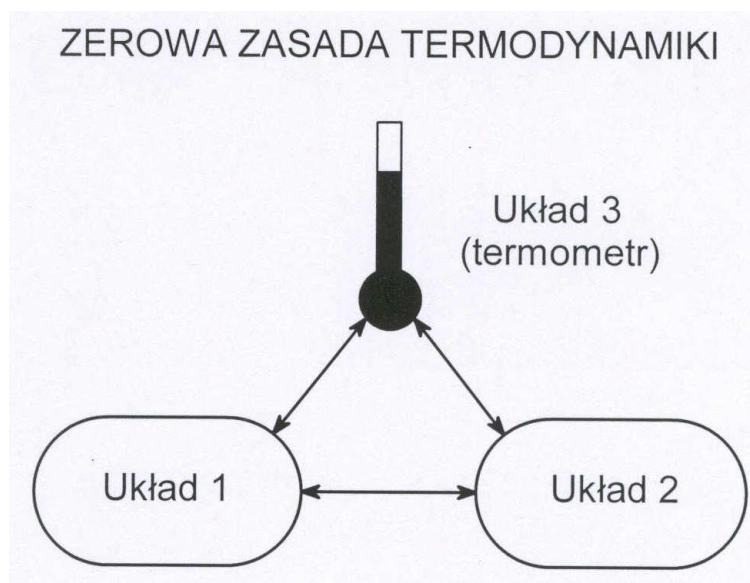 ZEROWA ZASADA TERMODYNAMIKI
Układ 3
(termometr)
Układ 1
Układ 2